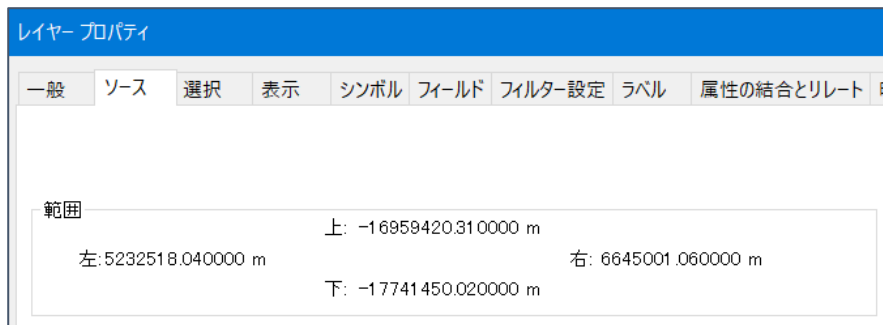 レイヤー プロパティ
一般 ソース 選択 表示 シンボル フィールド フィルター設定 ラベル 属性の結合とリレート
範囲
上: -16959420.310000 m
左:5232518.040000 m 右: 6645001.060000 m
下: -17741450.020000 m